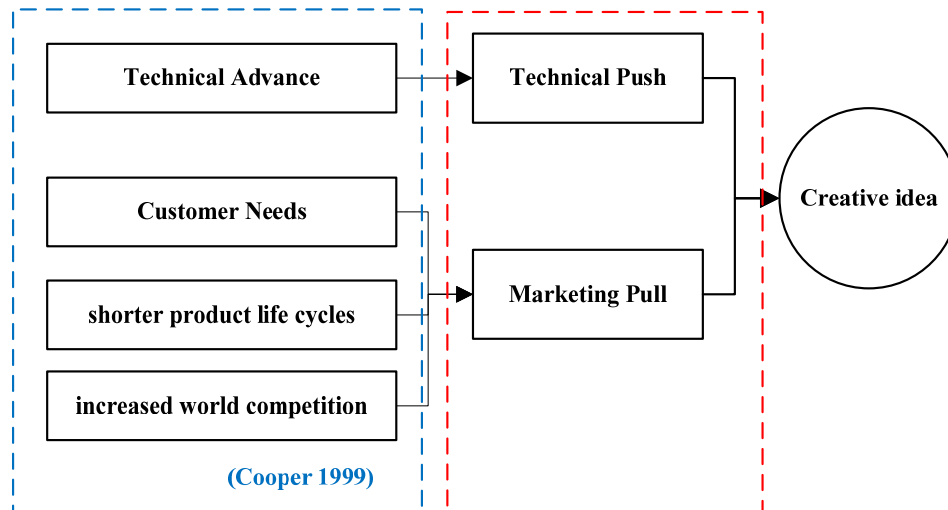 Technical Advance
Technical Push
Customer Needs
Creative idea
Marketing Pull
shorter product life cycles
increased world competition
(Cooper 1999)